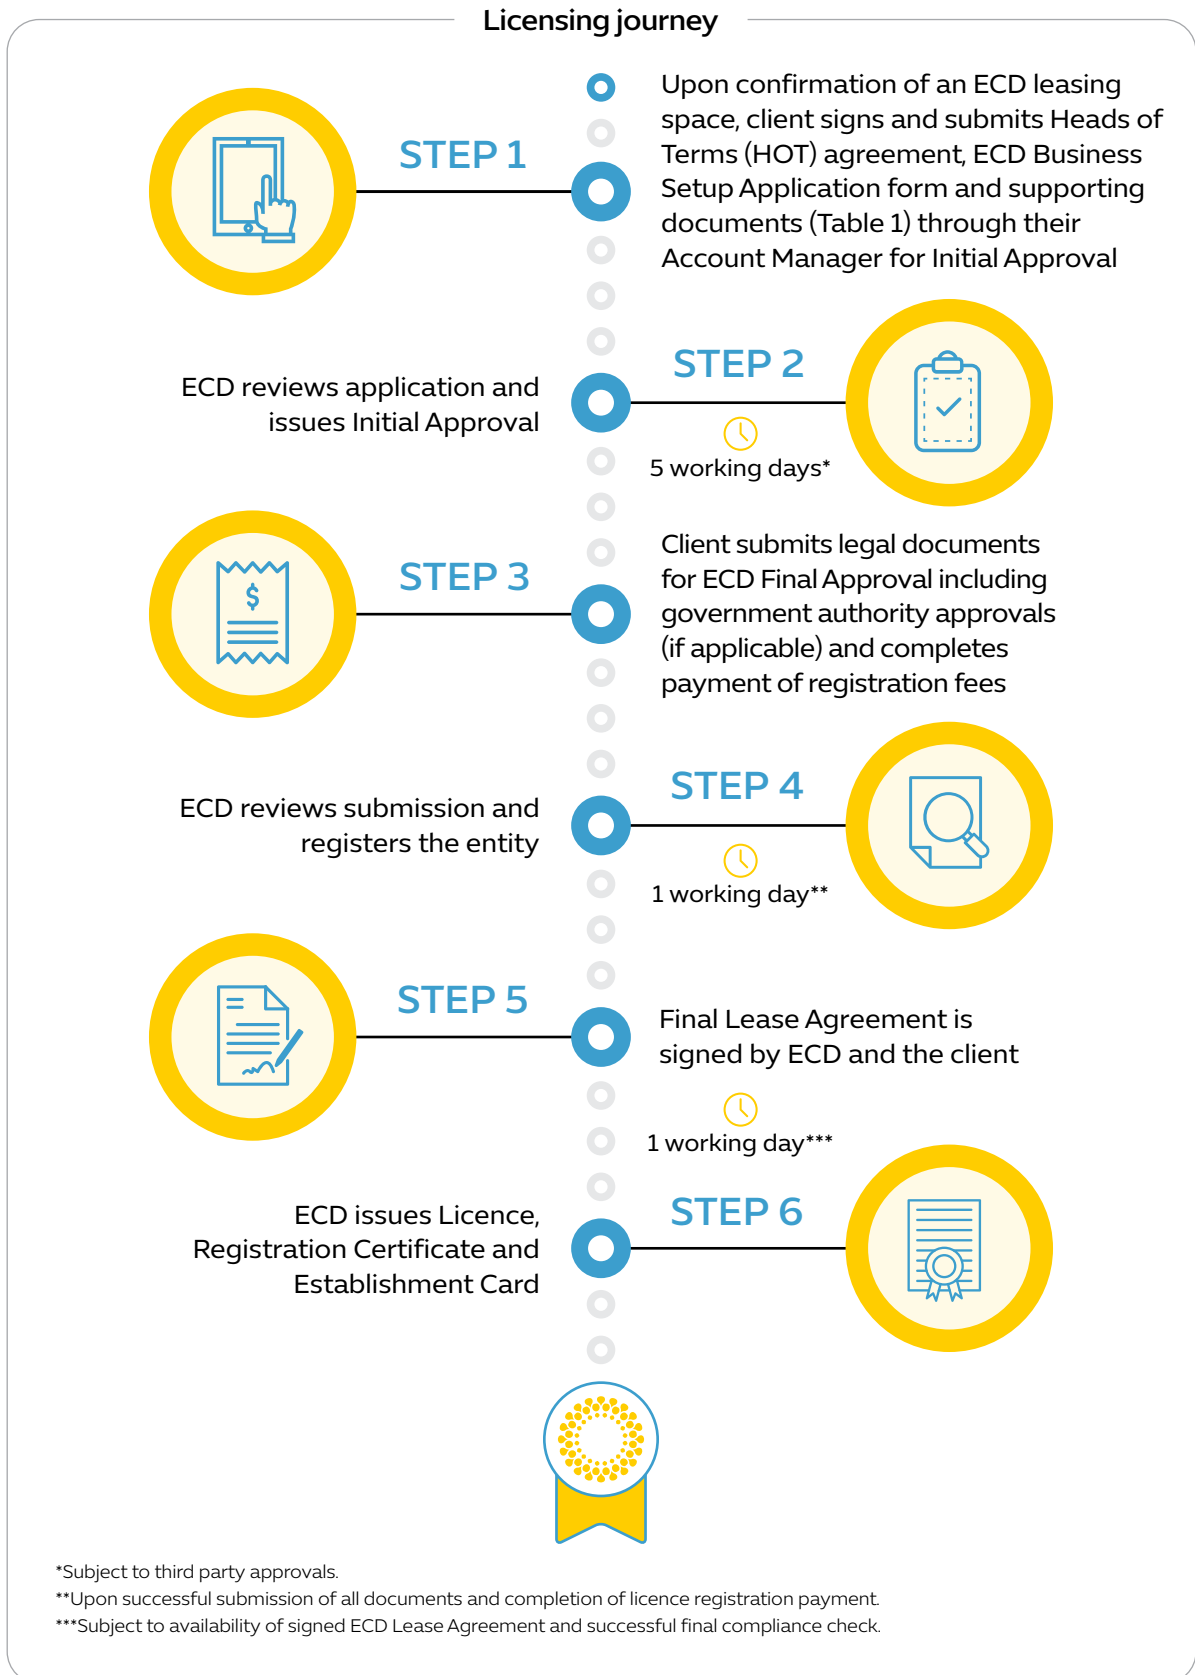 Licensing journey
STEP 1
Upon confirmation of an ECD leasing
space, client signs and submits Heads of
Terms (HOT) agreement, ECD Business
Setup Application form and supporting
documents (Table 1) through their
Account Manager for Initial Approval
STEP 2
ECD reviews application and
issues Initial Approval
5 working days*
STEP 3
$
Client submits legal documents
for ECD Final Approval including
government authority approvals
(if applicable) and completes
payment of registration fees
STEP 4
ECD reviews submission and
registers the entity
1 working day**
STEP 5
Final Lease Agreement is
signed by ECD and the client
1 working day***
STEP 6
ECD issues Licence,
Registration Certificate and
Establishment Card
*Subject to third party approvals.
**Upon successful submission of all documents and completion of licence registration payment.
***Subject to availability of signed ECD Lease Agreement and successful final compliance check.